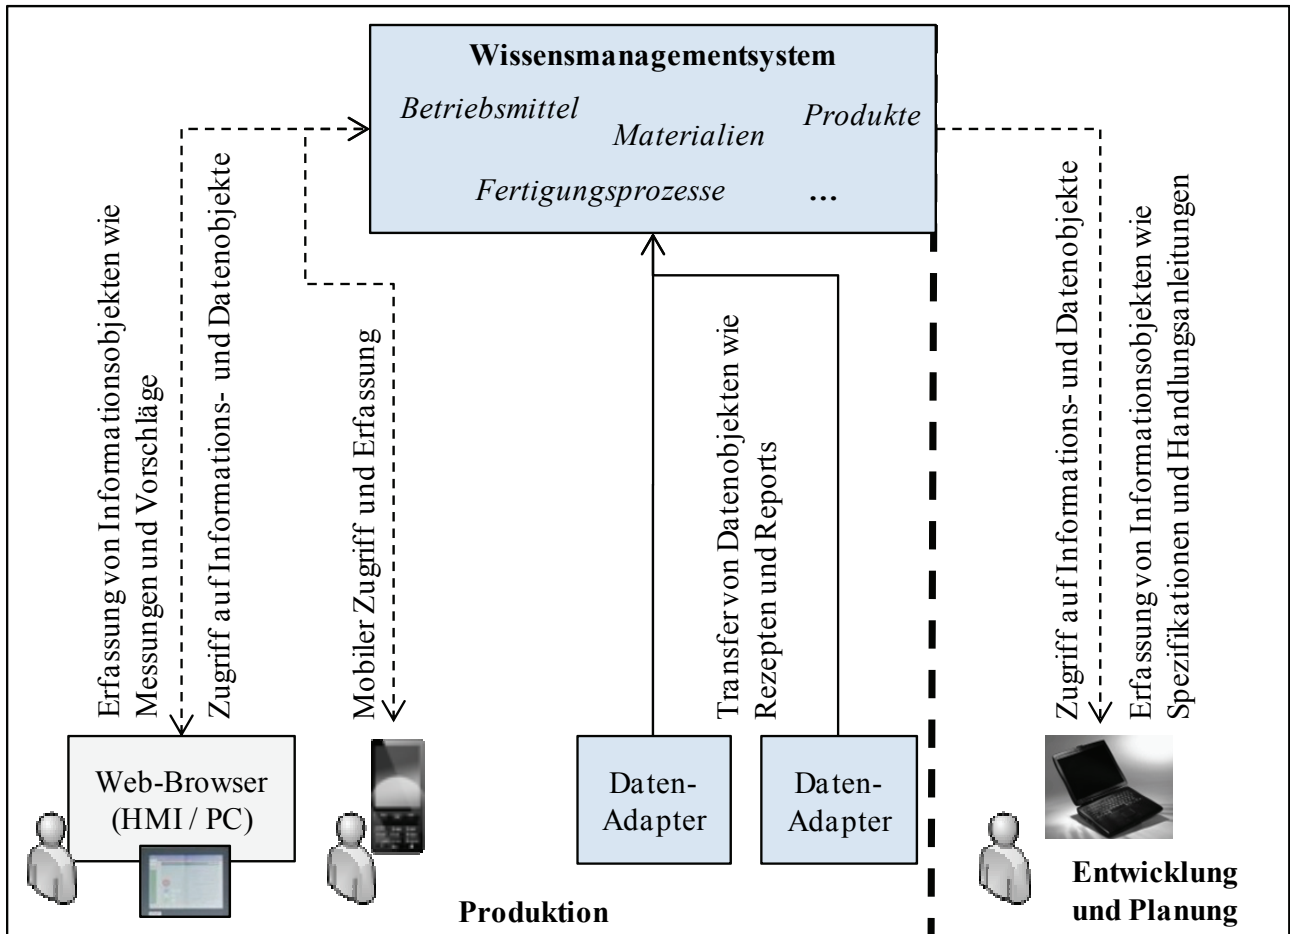 Wissensmanagementsystem
Betriebsmittel
Materialien
Produkte
Fertigungsprozesse
...
Erfassung von Informationsobjekten wie
Messungen und Vorschläge
Zugriff auf Informations- und Datenobjekte
Mobiler Zugriff und Erfassung
Transfer von Datenobjekten wie
Rezepten und Reports
Zugriff auf Informations- und Datenobjekte
Erfassung von Informationsobjekten wie
Spezifikationen und Handlungsanleitungen
Web-Browser
(HMI / PC)
Daten-
Adapter
Daten-
Adapter
Produktion
Entwicklung
und Planung